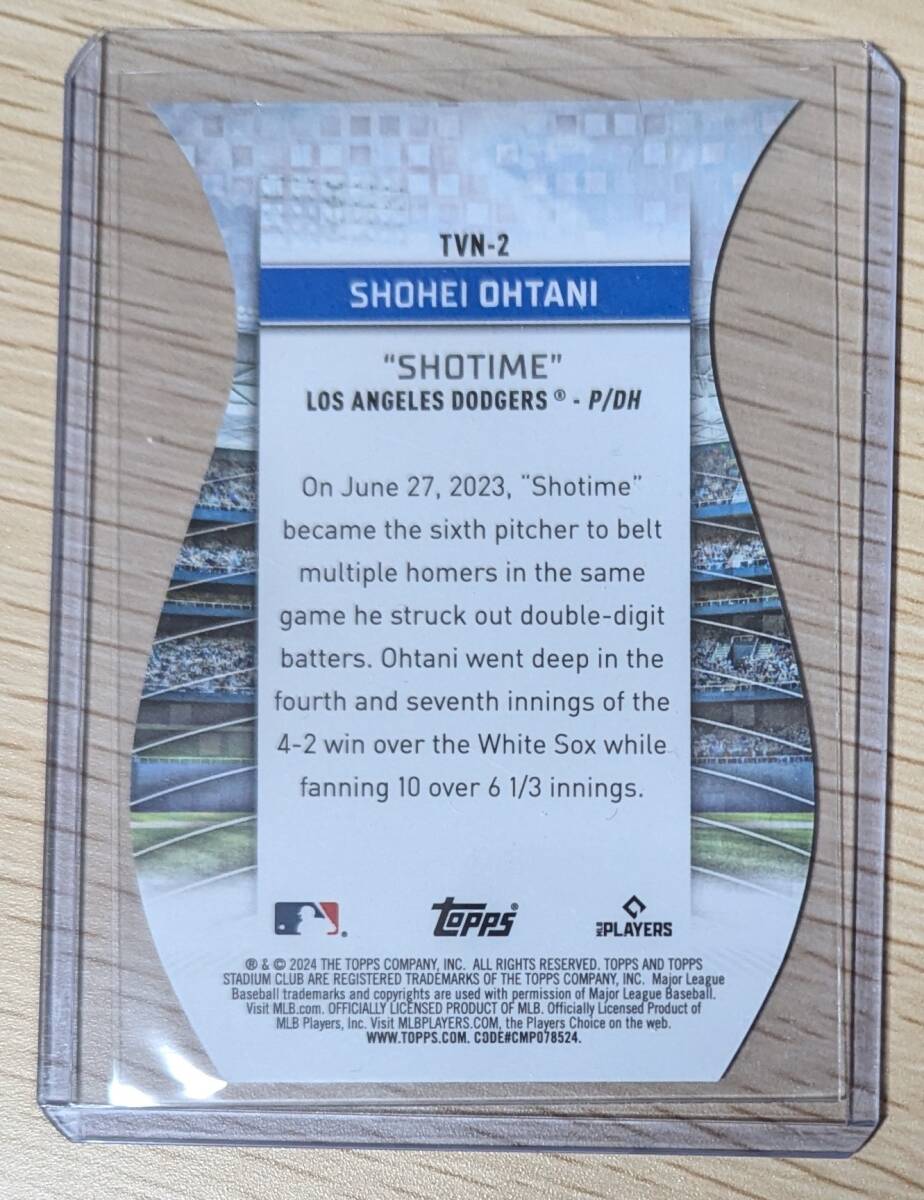 TVN-2
SHOHEI OHTANI
"SHOTIME"
LOS ANGELES DODGERS ® - P/DH
On June 27, 2023, "Shotime"
became the sixth pitcher to belt
multiple homers in the same
game he struck out double-digit
batters. Ohtani went deep in the
fourth and seventh innings of the
4-2 win over the White Sox while
fanning 10 over 6 1/3 innings.
topps®
MLB PLAYERS
® & © 2024 THE TOPPS COMPANY, INC. ALL RIGHTS RESERVED. TOPPS AND TOPPS
STADIUM CLUB ARE REGISTERED TRADEMARKS OF THE TOPPS COMPANY, INC. Major League
Baseball trademarks and copyrights are used with permission of Major League Baseball.
Visit MLB.com. OFFICIALLY LICENSED PRODUCT OF MLB. Officially Licensed Product of
MLB Players, Inc. Visit MLBPLAYERS.COM, the Players Choice on the web.
WWW.TOPPS.COM. CODE#CMP078524.